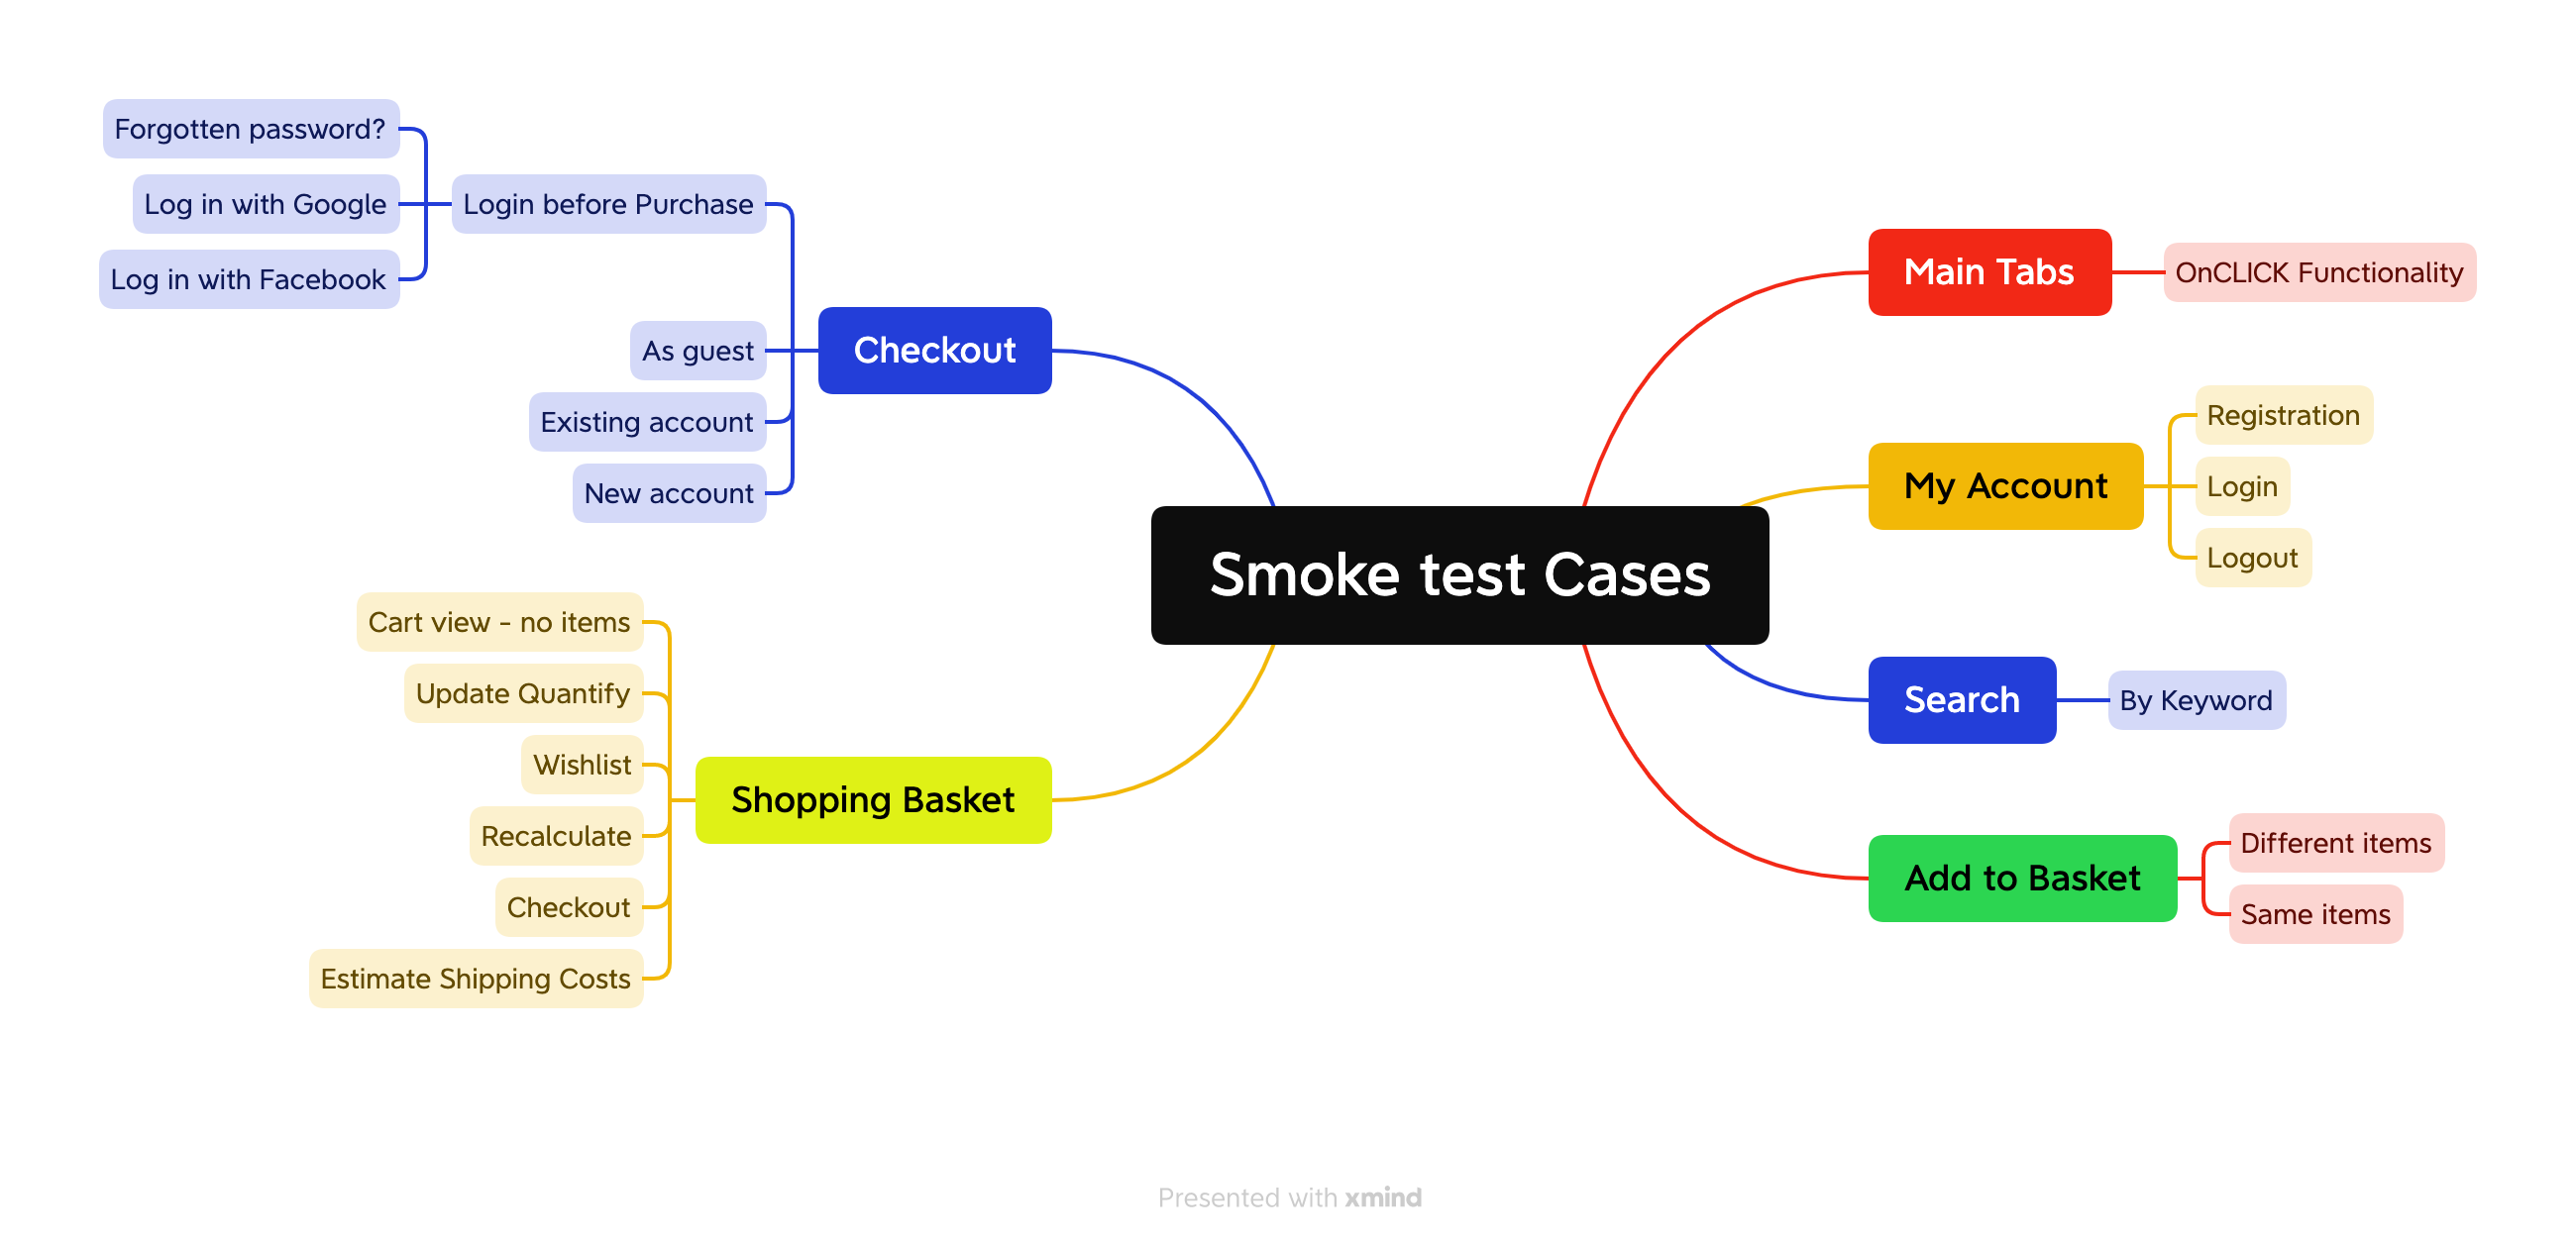 Smoke test Cases
Main Tabs
OnCLICK Functionality
My Account
Registration
Login
Logout
Search
By Keyword
Add to Basket
Different items
Same items
Checkout
Login before Purchase
Forgotten password?
Log in with Google
Log in with Facebook
As guest
Existing account
New account
Shopping Basket
Cart view - no items
Update Quantify
Wishlist
Recalculate
Checkout
Estimate Shipping Costs
Presented with xmind